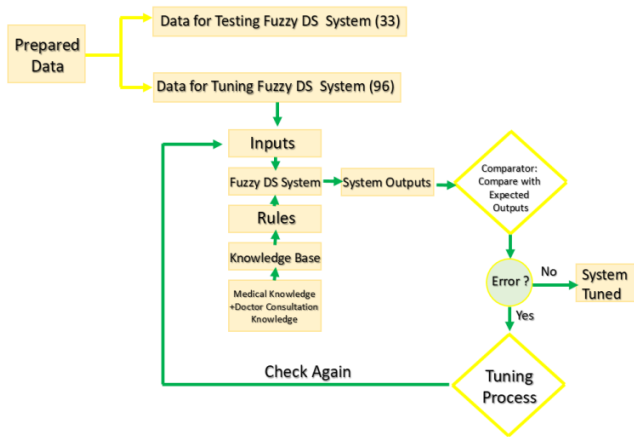 Prepared
Data
Data for Testing Fuzzy DS System (33)
Data for Tuning Fuzzy DS System (96)
Inputs
Fuzzy DS System
System Outputs
Comparator:
Compare with
Expected
Outputs
Rules
Knowledge Base
Medical Knowledge
+Doctor Consultation
Knowledge
Error ?
No
System
Tuned
Yes
Tuning
Process
Check Again